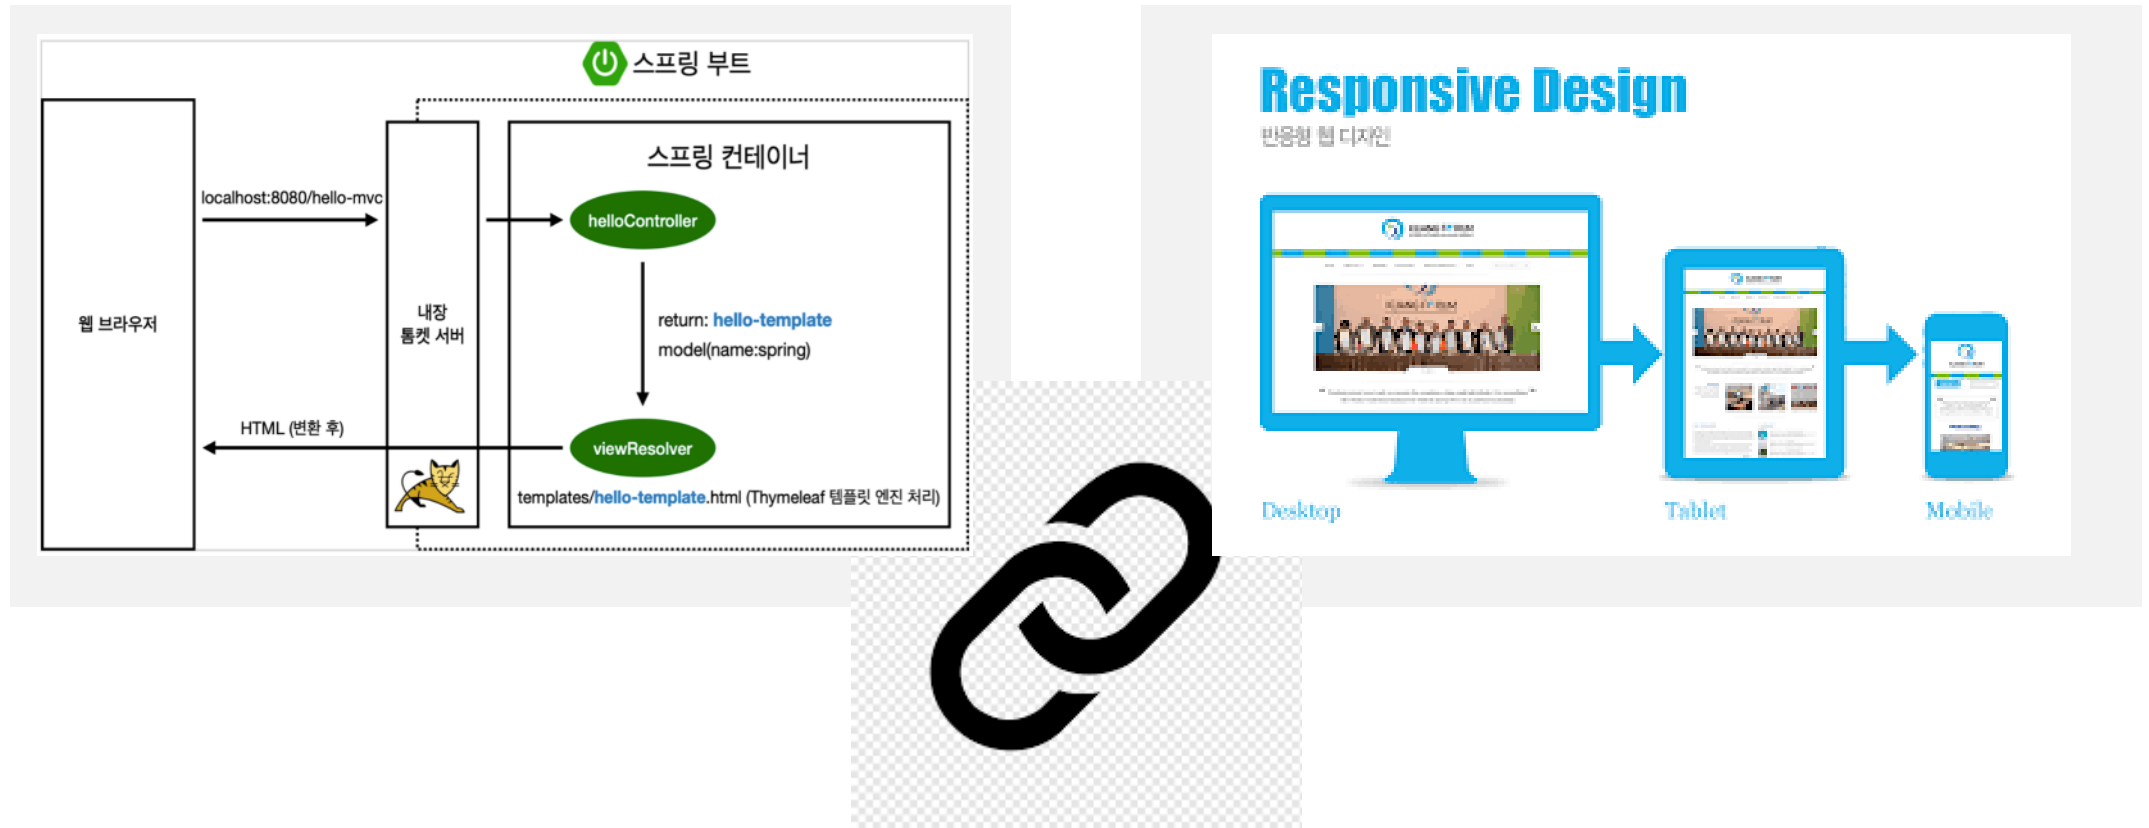 스프링 부트
스프링 컨테이너
localhost:8080/hello-mvc
helloController
웹 브라우저
내장
톰켓 서버
return: hello-template
model(name:spring)
HTML (변환 후)
viewResolver
templates/hello-template.html (Thymeleaf 템플릿 엔진 처리)
Responsive Design
반응형 웹 디자인
Desktop
Tablet
Mobile